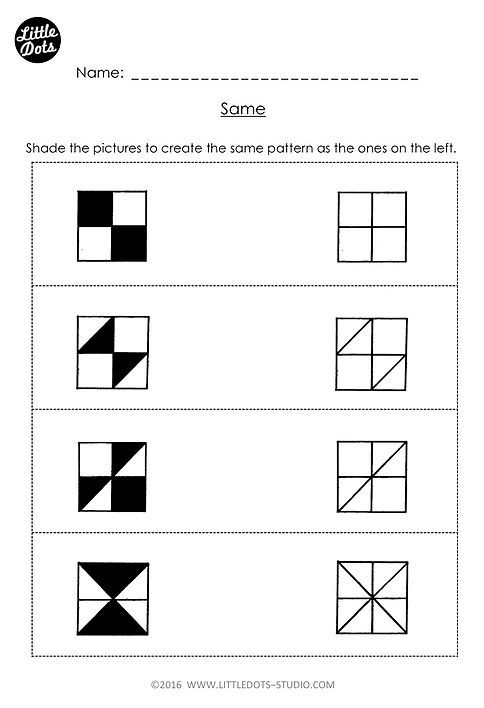 Little
Dots
Name: _ _ _ _ _ _ _ _ _ _ _ _ _ _ _ _ _ _ _ _ _ _ _ _ _ _ _ _ _
Same
Shade the pictures to create the same pattern as the ones on the left.
©2016 WWW.LITTLEDOTS-STUDIO.COM